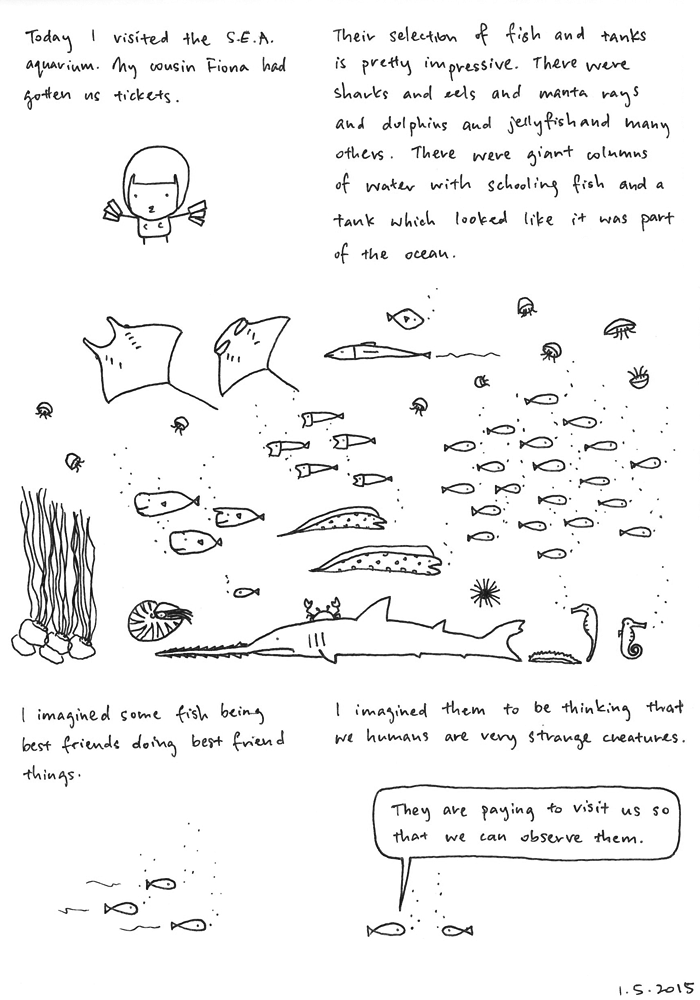 Today I visited the S.E.A.
aquarium. My cousin Fiona had
gotten us tickets.
Their selection of fish and tanks
is pretty impressive. There were
sharks and eels and manta rays
and dolphins and jellyfish and many
others. There were giant columns
of water with schooling fish and a
tank which looked like it was part
of the ocean.
I imagined some fish being
best friends doing best friend
things.
I imagined them to be thinking that
we humans are very strange creatures.
They are paying to visit us so
that we can observe them.
1.5.2015